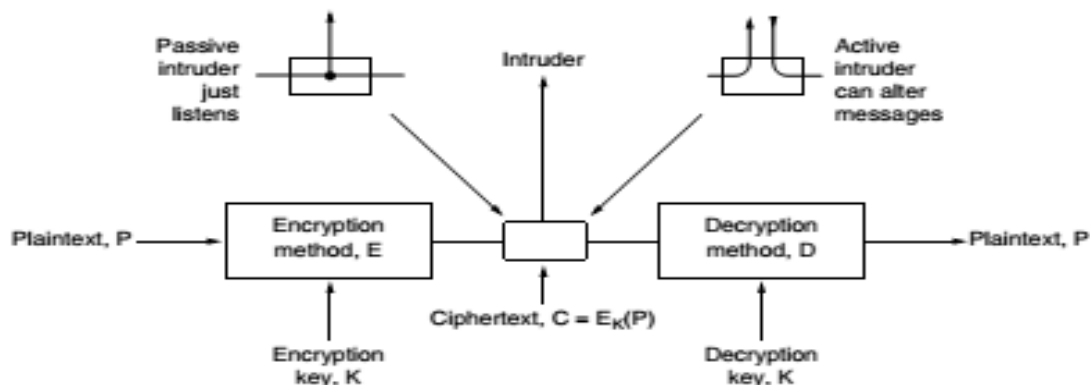 Passive
intruder
just
listens
Intruder
Active
intruder
can alter
messages
Plaintext, P
Encryption
method, E
Decryption
method, D
Plaintext, P
Ciphertext, C = E_K(P)
Encryption
key, K
Decryption
key, K